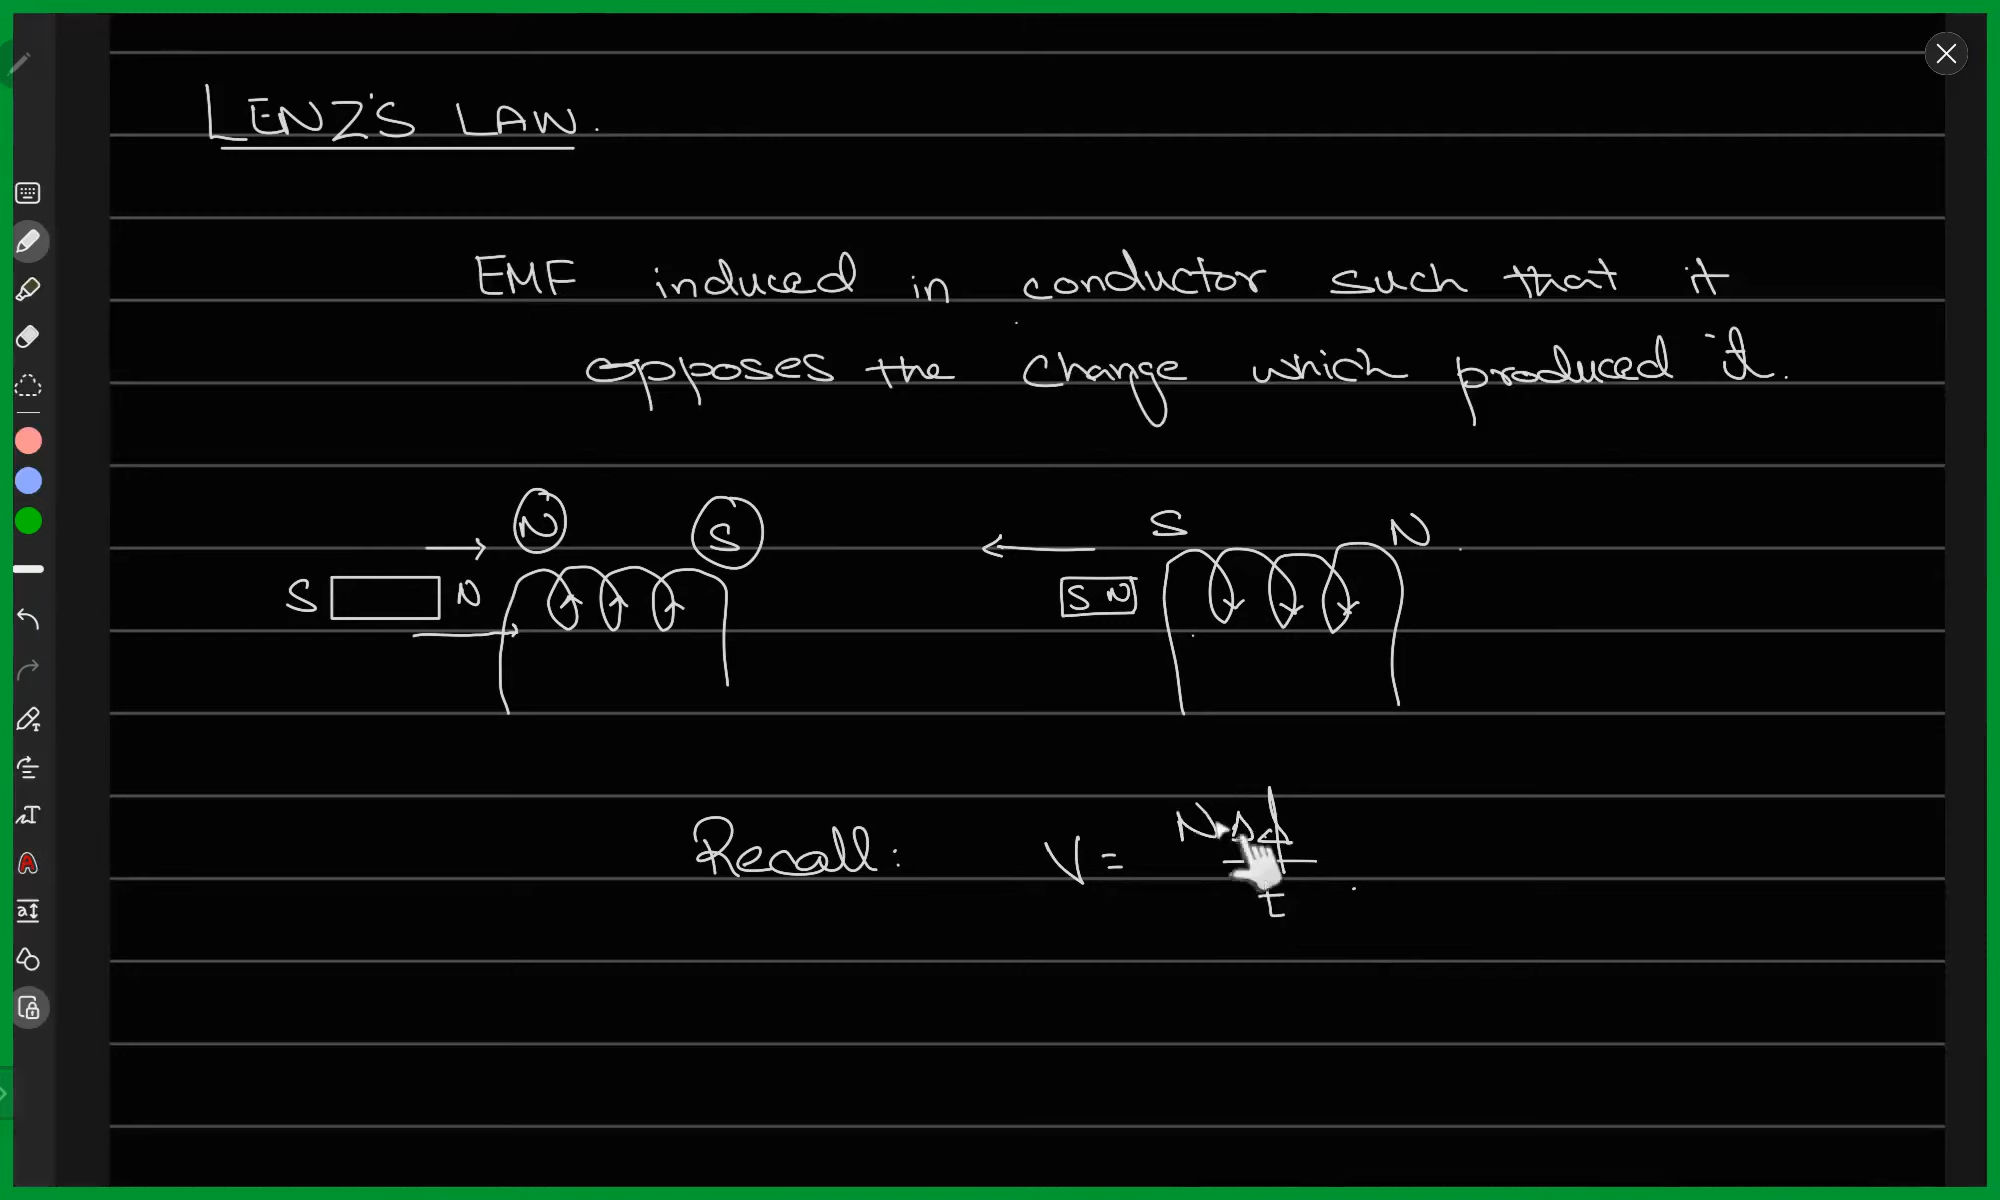 LENZ'S LAW.
EMF induced in conductor such that it
opposes the change which produced it.
N S S N
S N S N
Recall: V = NΔϕ
t